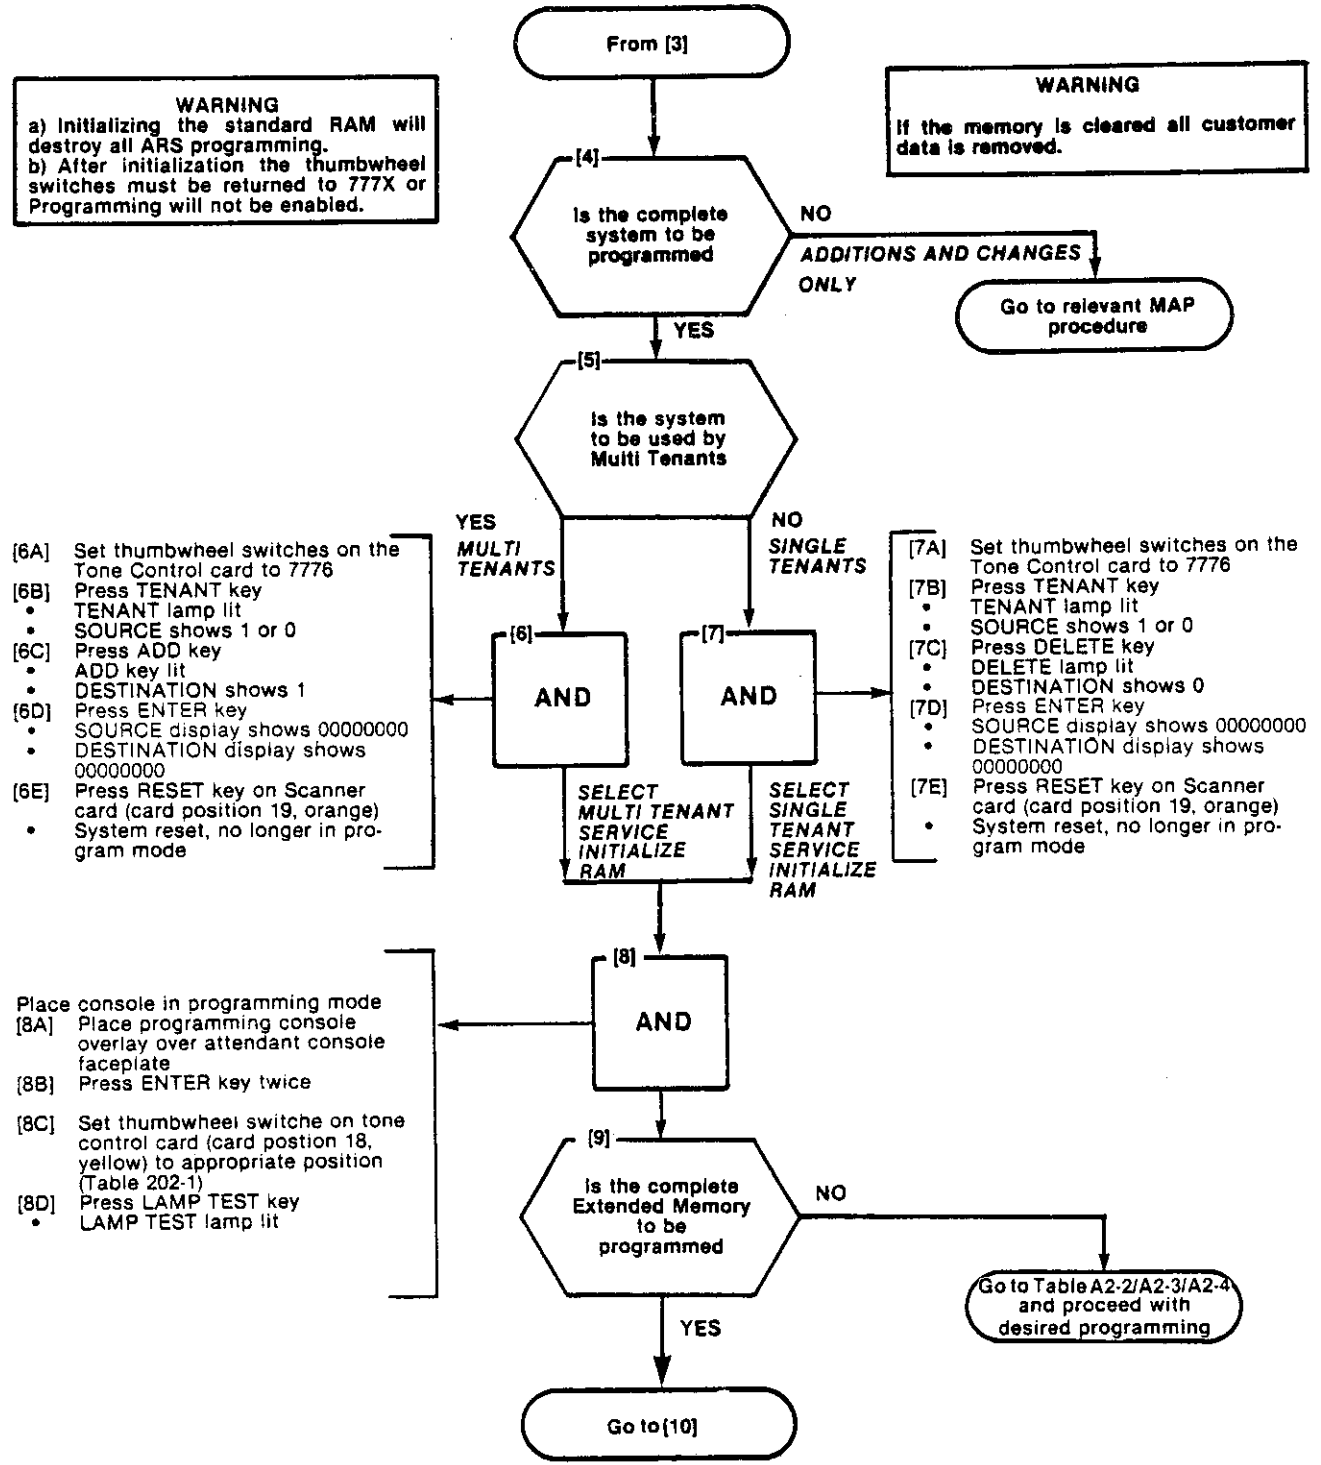 From [3]
WARNING
a) Initializing the standard RAM will
destroy all ARS programming.
b) After initialization the thumbwheel
switches must be returned to 777X or
Programming will not be enabled.
WARNING
If the memory is cleared all customer
data is removed.
[4]
Is the complete
system to be
programmed
NO
ADDITIONS AND CHANGES
ONLY
Go to relevant MAP
procedure
YES
[5]
Is the system
to be used by
Multi Tenants
YES
MULTI
TENANTS
NO
SINGLE
TENANTS
[6A] Set thumbwheel switches on the
Tone Control card to 7776
[6B] Press TENANT key
• TENANT lamp lit
• SOURCE shows 1 or 0
[6C] Press ADD key
• ADD key lit
• DESTINATION shows 1
[6D] Press ENTER key
• SOURCE display shows 00000000
• DESTINATION display shows
00000000
[6E] Press RESET key on Scanner
card (card position 19, orange)
• System reset, no longer in pro-
gram mode
[6]
AND
[7]
AND
[7A] Set thumbwheel switches on the
Tone Control card to 7776
[7B] Press TENANT key
• TENANT lamp lit
• SOURCE shows 1 or 0
[7C] Press DELETE key
• DELETE lamp lit
• DESTINATION shows 0
[7D] Press ENTER key
• SOURCE display shows 00000000
• DESTINATION display shows
00000000
[7E] Press RESET key on Scanner
card (card position 19, orange)
• System reset, no longer in pro-
gram mode
SELECT
MULTI TENANT
SERVICE
INITIALIZE
RAM
SELECT
SINGLE
TENANT
SERVICE
INITIALIZE
RAM
[8]
AND
Place console in programming mode
[8A] Place programming console
overlay over attendant console
faceplate
[8B] Press ENTER key twice
[8C] Set thumbwheel switche on tone
control card (card postion 18,
yellow) to appropriate position
(Table 202-1)
[8D] Press LAMP TEST key
• LAMP TEST lamp lit
[9]
Is the complete
Extended Memory
to be
programmed
NO
Go to Table A2-2/A2-3/A2-4
and proceed with
desired programming
YES
Go to [10]